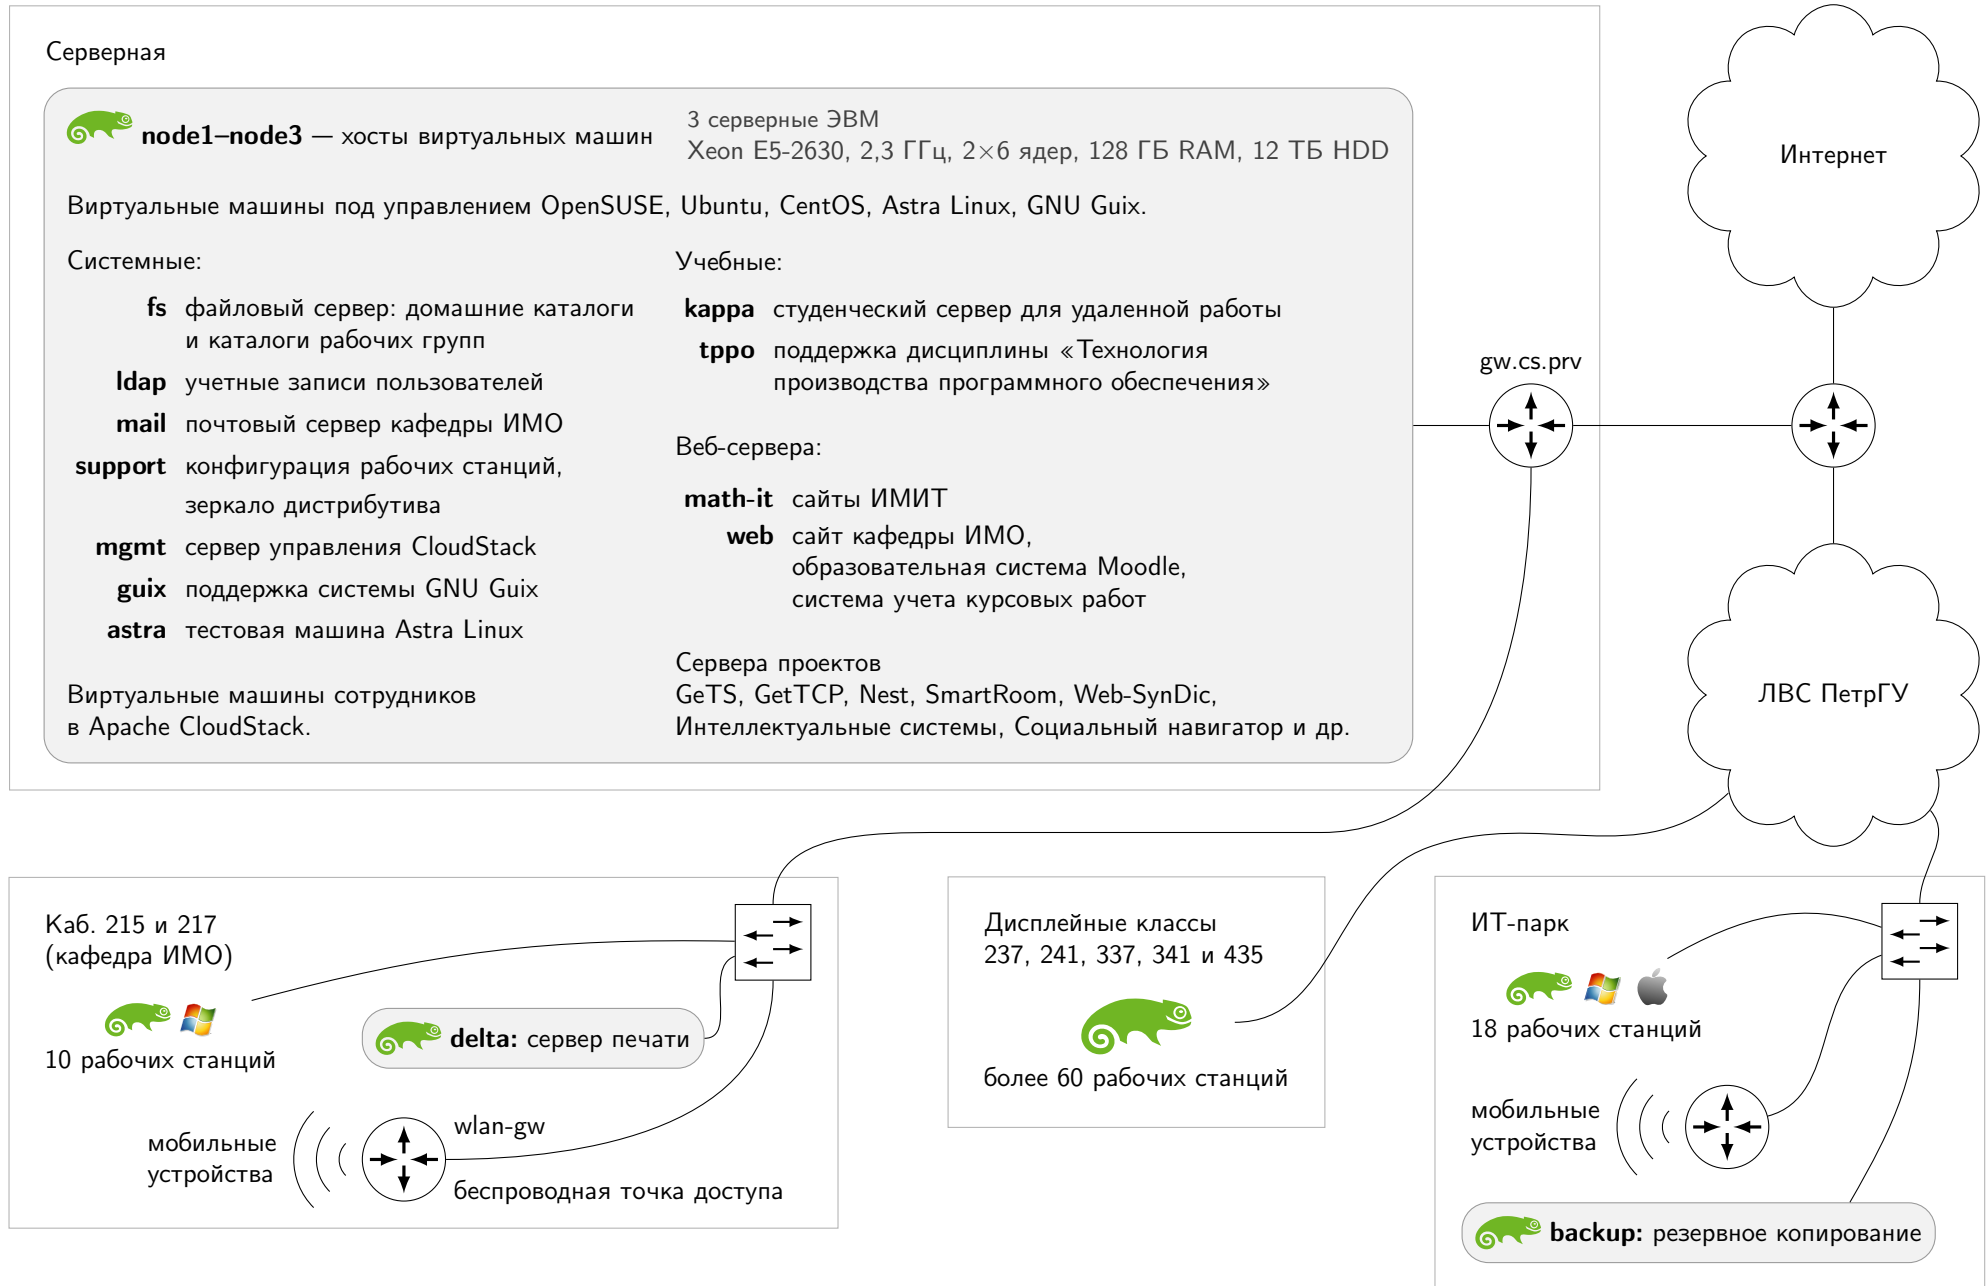 Серверная
node1–node3 — хосты виртуальных машин
3 серверные ЭВМ
Xeon E5-2630, 2,3 ГГц, 2×6 ядер, 128 ГБ RAM, 12 ТБ HDD
Виртуальные машины под управлением OpenSUSE, Ubuntu, CentOS, Astra Linux, GNU Guix.
Системные:
fs файловый сервер: домашние каталоги
и каталоги рабочих групп
ldap учетные записи пользователей
mail почтовый сервер кафедры ИМО
support конфигурация рабочих станций,
зеркало дистрибутива
mgmt сервер управления CloudStack
guix поддержка системы GNU Guix
astra тестовая машина Astra Linux
Виртуальные машины сотрудников
в Apache CloudStack.
Учебные:
kappa студенческий сервер для удаленной работы
tppo поддержка дисциплины «Технология
производства программного обеспечения»
Веб-сервера:
math-it сайты ИМИТ
web сайт кафедры ИМО,
образовательная система Moodle,
система учета курсовых работ
Сервера проектов
GeTS, GetTCP, Nest, SmartRoom, Web-SynDic,
Интеллектуальные системы, Социальный навигатор и др.
gw.cs.prv
Интернет
ЛВС ПетрГУ
Каб. 215 и 217
(кафедра ИМО)
10 рабочих станций
delta: сервер печати
wlan-gw
мобильные
устройства
беспроводная точка доступа
Дисплейные классы
237, 241, 337, 341 и 435
более 60 рабочих станций
ИТ-парк
18 рабочих станций
мобильные
устройства
backup: резервное копирование